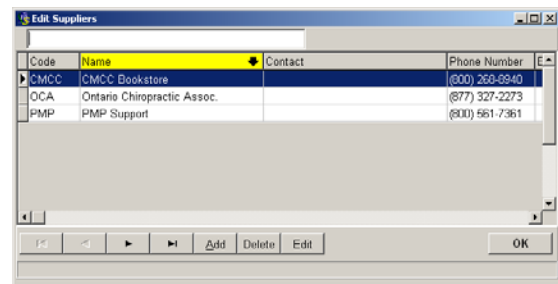 Edit Suppliers
Code Name Contact Phone Number E
CMCC CMCC Bookstore (800) 268-8940
OCA Ontario Chiropractic Assoc. (877) 327-2273
PMP PMP Support (800) 561-7361
Add Delete Edit OK